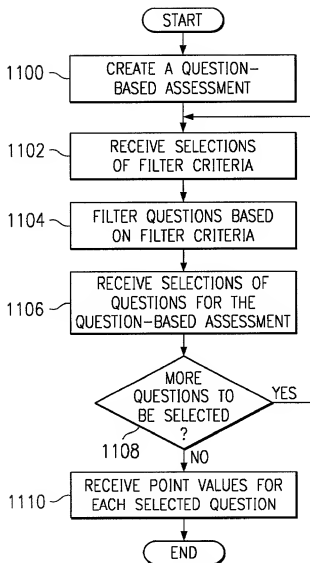 START
1100
CREATE A QUESTION-
BASED ASSESSMENT
1102
RECEIVE SELECTIONS
OF FILTER CRITERIA
1104
FILTER QUESTIONS BASED
ON FILTER CRITERIA
1106
RECEIVE SELECTIONS OF
QUESTIONS FOR THE
QUESTION-BASED ASSESSMENT
MORE
QUESTIONS TO
BE SELECTED
?
YES
1108
NO
1110
RECEIVE POINT VALUES FOR
EACH SELECTED QUESTION
END